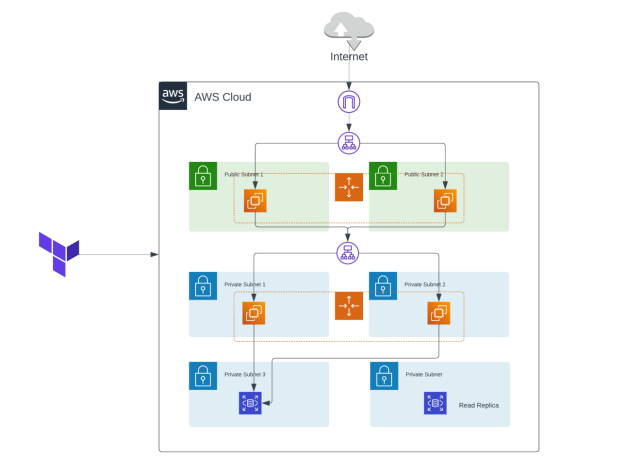 Internet
aws
AWS Cloud
Public Subnet 1
Public Subnet 2
Private Subnet 1
Private Subnet 2
Private Subnet 3
Private Subnet
Read Replica